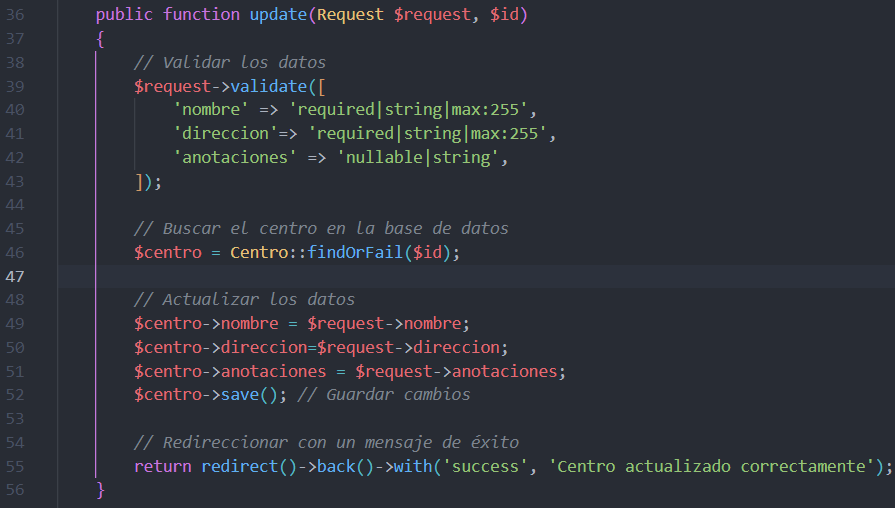 36 public function update(Request $request, $id)
37 {
38 // Validar los datos
39 $request->validate([
40 'nombre' => 'required|string|max:255',
41 'direccion'=> 'required|string|max:255',
42 'anotaciones' => 'nullable|string',
43 ]);
44
45 // Buscar el centro en la base de datos
46 $centro = Centro::findOrFail($id);
47
48 // Actualizar los datos
49 $centro->nombre = $request->nombre;
50 $centro->direccion=$request->direccion;
51 $centro->anotaciones = $request->anotaciones;
52 $centro->save(); // Guardar cambios
53
54 // Redireccionar con un mensaje de éxito
55 return redirect()->back()->with('success', 'Centro actualizado correctamente');
56 }